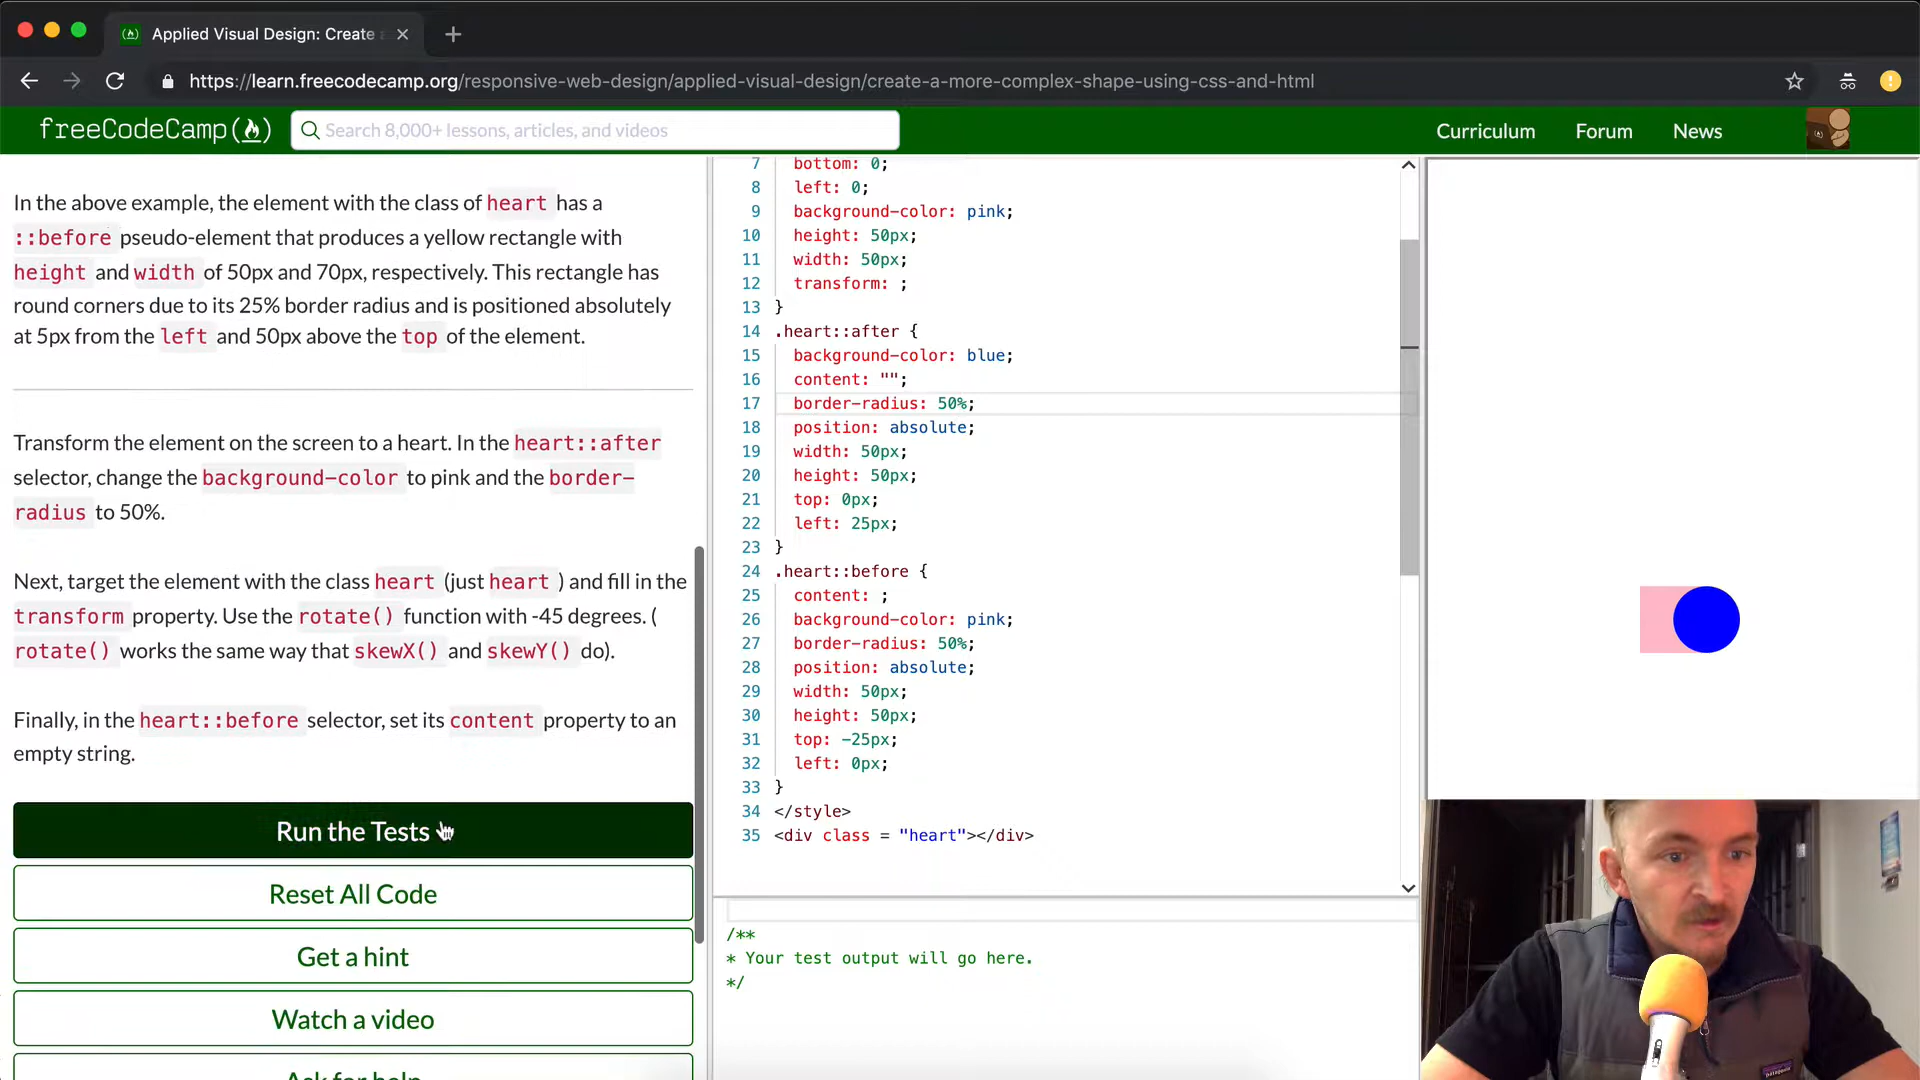 Applied Visual Design: Create
https://learn.freecodecamp.org/responsive-web-design/applied-visual-design/create-a-more-complex-shape-using-css-and-html
freeCodeCamp
Search 8,000+ lessons, articles, and videos
Curriculum
Forum
News
In the above example, the element with the class of heart has a
::before pseudo-element that produces a yellow rectangle with
height and width of 50px and 70px, respectively. This rectangle has
round corners due to its 25% border radius and is positioned absolutely
at 5px from the left and 50px above the top of the element.
Transform the element on the screen to a heart. In the heart::after
selector, change the background-color to pink and the border-
radius to 50%.
Next, target the element with the class heart (just heart ) and fill in the
transform property. Use the rotate() function with -45 degrees. (
rotate() works the same way that skewX() and skewY() do).
Finally, in the heart::before selector, set its content property to an
empty string.
Run the Tests
Reset All Code
Get a hint
Watch a video
Ask for help
7 bottom: 0;
8 left: 0;
9 background-color: pink;
10 height: 50px;
11 width: 50px;
12 transform: ;
13 }
14 .heart::after {
15 background-color: blue;
16 content: "";
17 border-radius: 50%;
18 position: absolute;
19 width: 50px;
20 height: 50px;
21 top: 0px;
22 left: 25px;
23 }
24 .heart::before {
25 content: ;
26 background-color: pink;
27 border-radius: 50%;
28 position: absolute;
29 width: 50px;
30 height: 50px;
31 top: -25px;
32 left: 0px;
33 }
34 </style>
35 <div class = "heart"></div>
/**
* Your test output will go here.
*/
patagonia